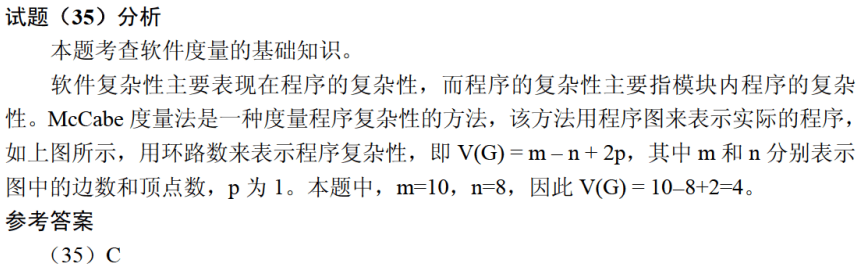 试题（35）分析
本题考查软件度量的基础知识。
软件复杂性主要表现在程序的复杂性，而程序的复杂性主要指模块内程序的复杂
性。McCabe 度量法是一种度量程序复杂性的方法，该方法用程序图来表示实际的程序，
如上图所示，用环路数来表示程序复杂性，即 V(G) = m – n + 2p，其中 m 和 n 分别表示
图中的边数和顶点数，p 为 1。本题中，m=10，n=8，因此 V(G) = 10–8+2=4。
参考答案
（35）C